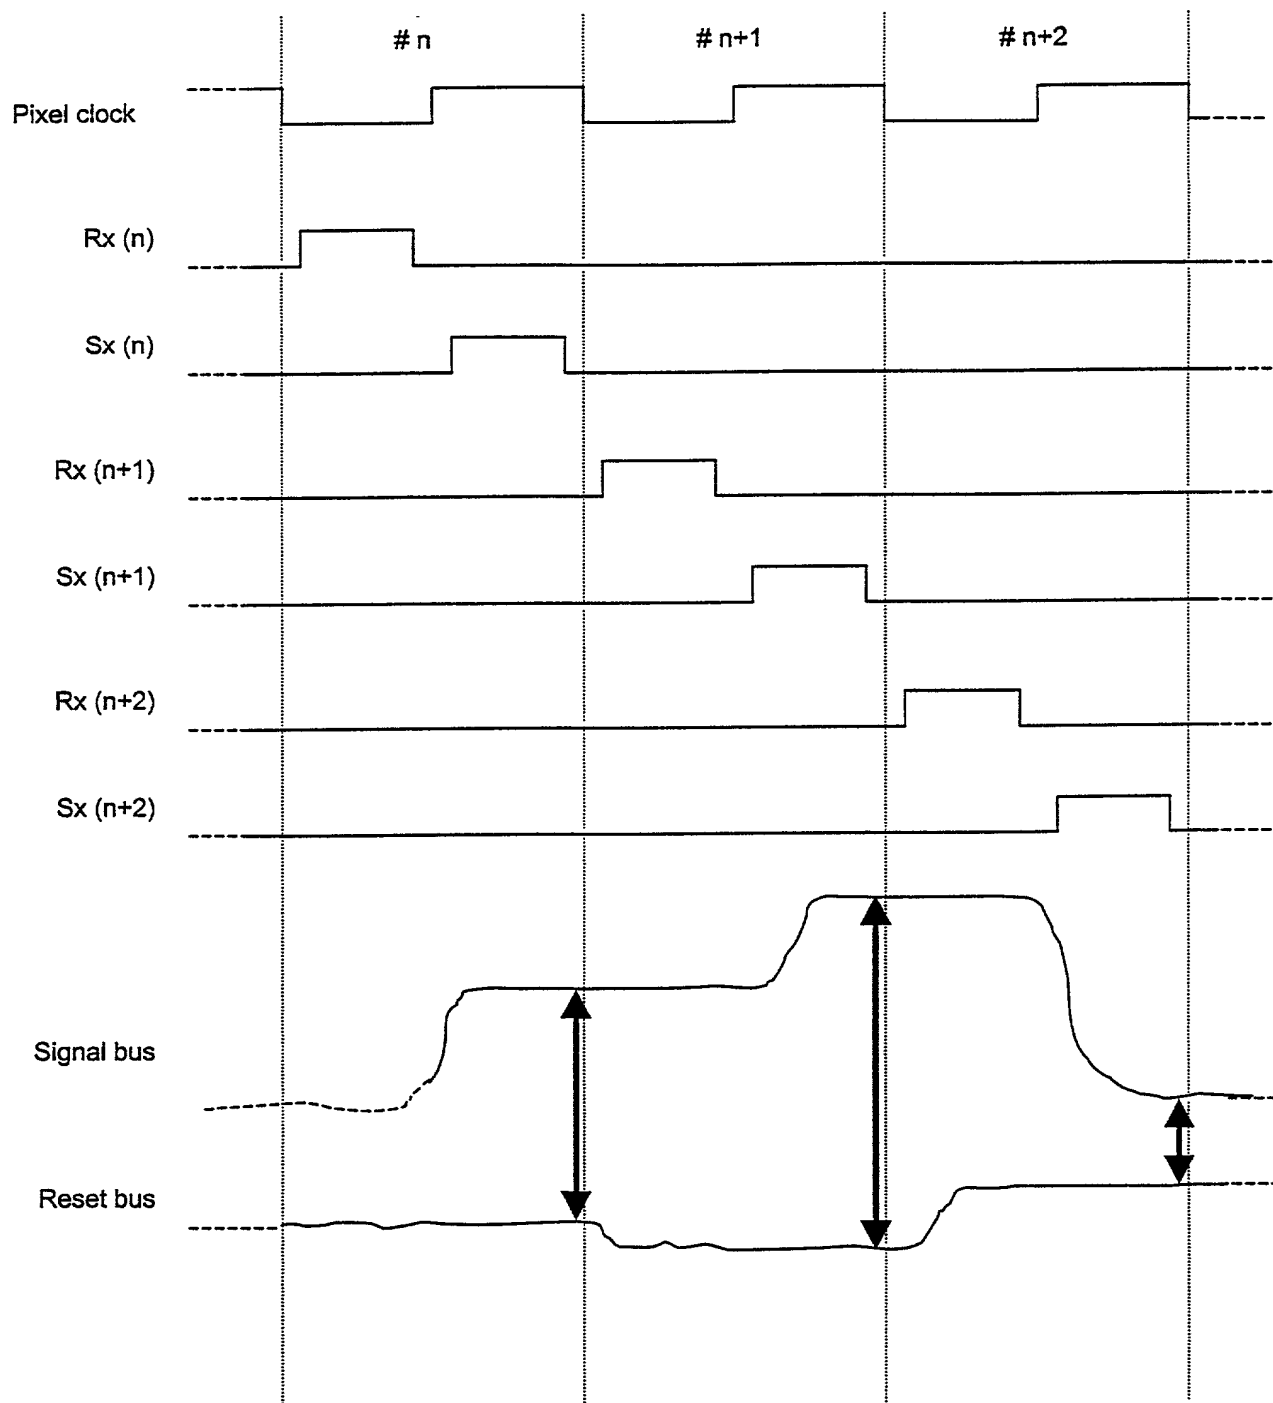 # n
# n+1
# n+2
Pixel clock
Rx (n)
Sx (n)
Rx (n+1)
Sx (n+1)
Rx (n+2)
Sx (n+2)
Signal bus
Reset bus